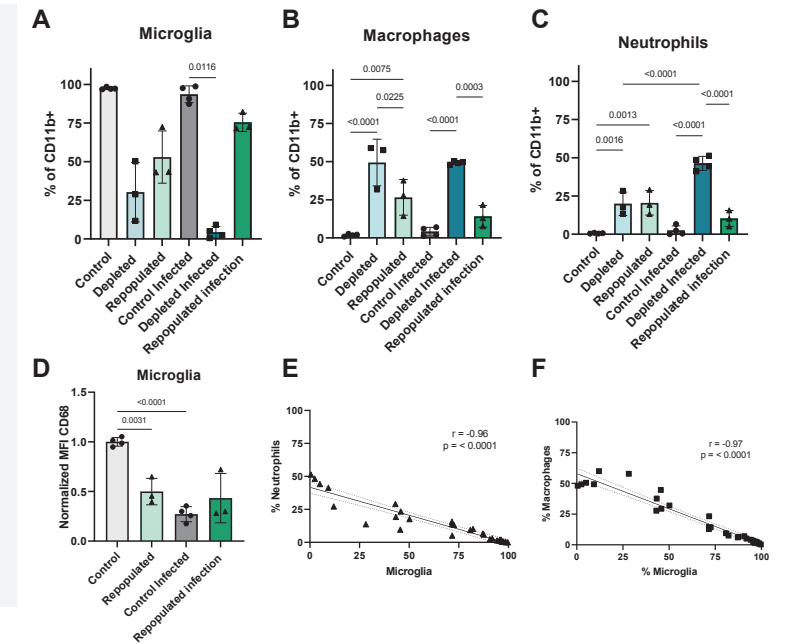 A
Microglia
% of CD11b+
100
75
50
25
0
0.0116
Control
Depleted
Repopulated
Control Infected
Depleted Infected
Repopulated infection
B
Macrophages
% of CD11b+
100
75
50
25
0
0.0075
0.0225
<0.0001
<0.0001
0.0003
Control
Depleted
Repopulated
Control Infected
Depleted Infected
Repopulated infection
C
Neutrophils
% of CD11b+
100
75
50
25
0
<0.0001
<0.0001
0.0013
<0.0001
0.0016
Control
Depleted
Repopulated
Control Infected
Depleted Infected
Repopulated infection
D
Microglia
Normalized MFI CD68
1.5
1.0
0.5
0.0
<0.0001
0.0031
Control
Repopulated
Control Infected
Repopulated infection
E
% Neutrophils
100
75
50
25
0
r = -0.96
p = < 0.0001
0
25
50
75
100
Microglia
F
% Macrophages
100
75
50
25
0
r = -0.97
p = < 0.0001
0
25
50
75
100
% Microglia